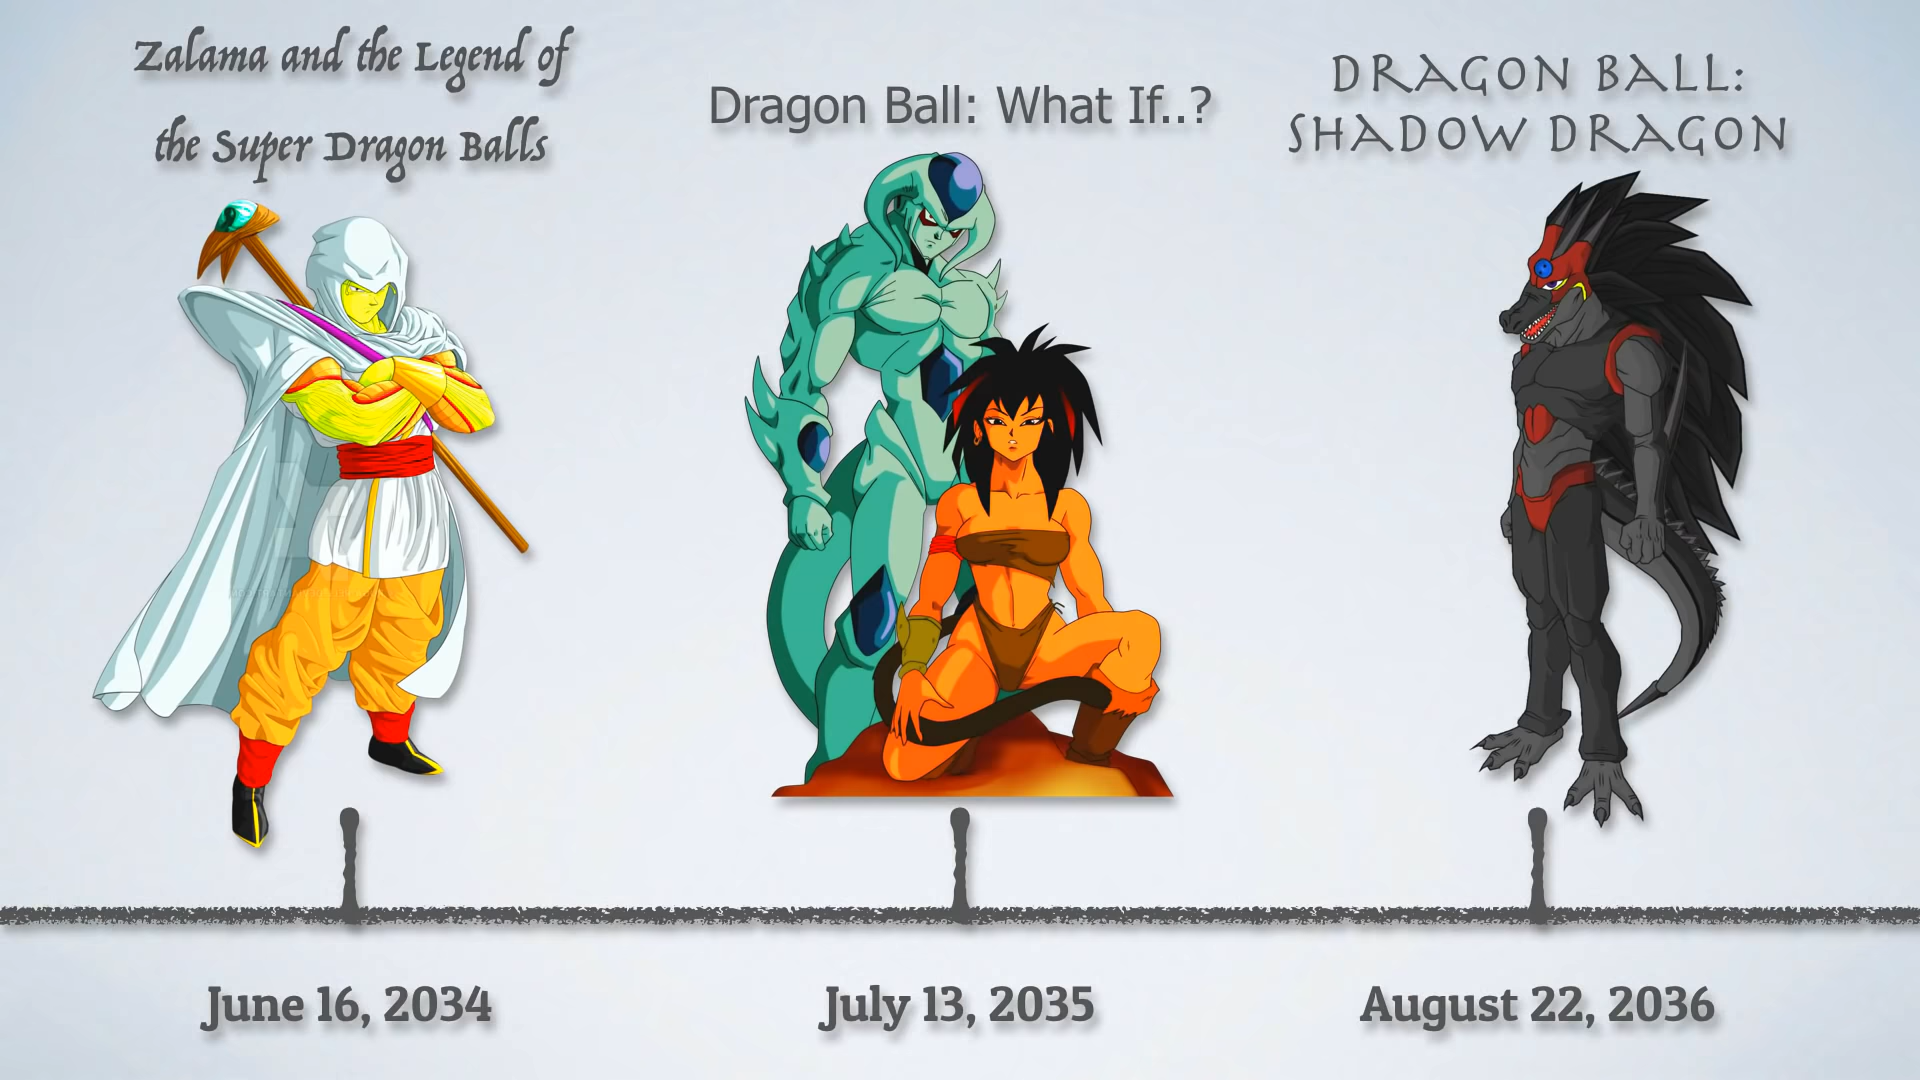 Zalama and the Legend of
the Super Dragon Balls
Dragon Ball: What If..?
DRAGON BALL:
SHADOW DRAGON
June 16, 2034
July 13, 2035
August 22, 2036